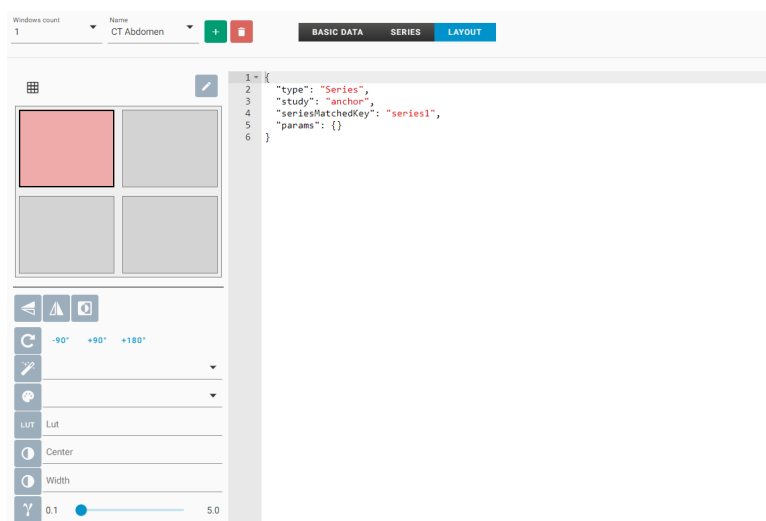 Windows count
Name
1
CT Abdomen
+
BASIC DATA
SERIES
LAYOUT
1 {
2 "type": "Series",
3 "study": "anchor",
4 "seriesMatchedKey": "series1",
5 "params": {}
6 }
-90° +90° +180°
LUT Lut
Center
Width
0.1 5.0